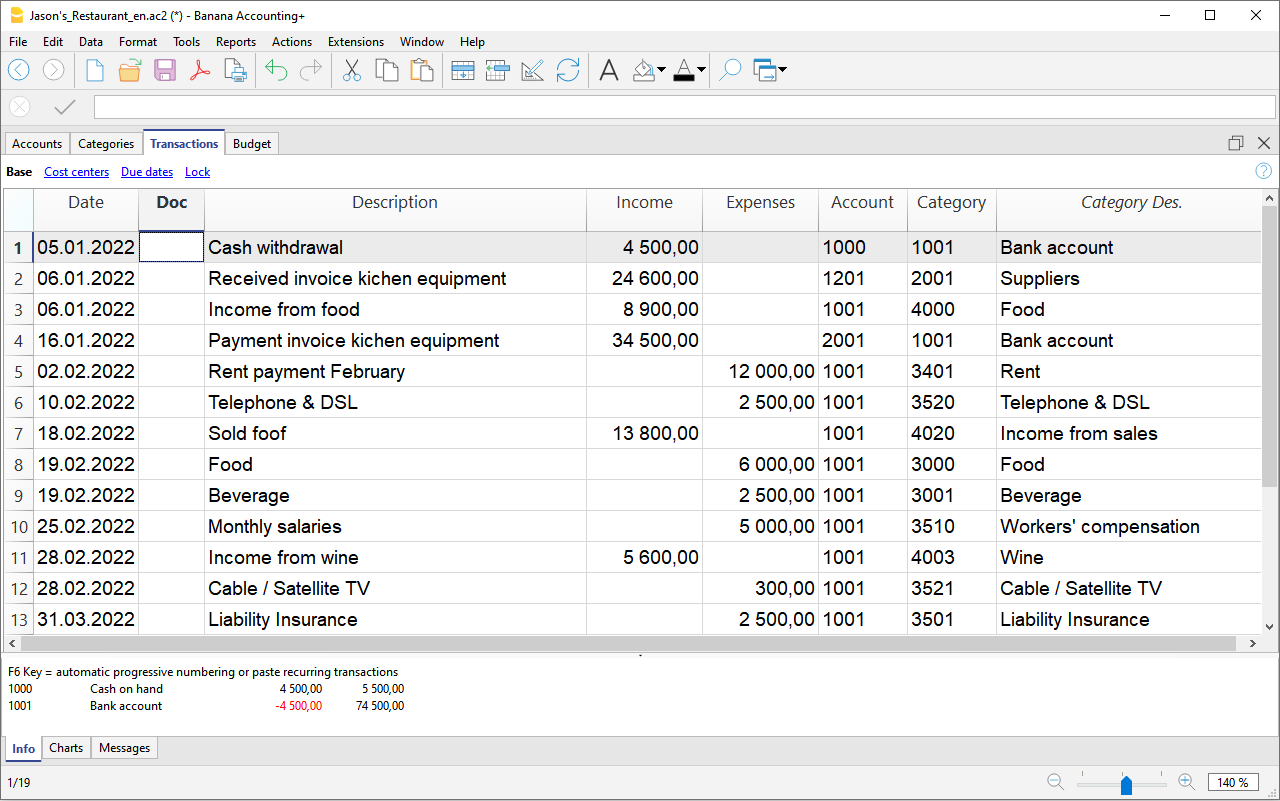 Jason's_Restaurant_en.ac2 (*) - Banana Accounting+
File Edit Data Format Tools Reports Actions Extensions Window Help
Accounts Categories Transactions Budget
Base Cost centers Due dates Lock
Date Doc Description Income Expenses Account Category Category Des.
1 05.01.2022 Cash withdrawal 4 500,00 1000 1001 Bank account
2 06.01.2022 Received invoice kichen equipment 24 600,00 1201 2001 Suppliers
3 06.01.2022 Income from food 8 900,00 1001 4000 Food
4 16.01.2022 Payment invoice kichen equipment 34 500,00 2001 1001 Bank account
5 02.02.2022 Rent payment February 12 000,00 1001 3401 Rent
6 10.02.2022 Telephone & DSL 2 500,00 1001 3520 Telephone & DSL
7 18.02.2022 Sold foof 13 800,00 1001 4020 Income from sales
8 19.02.2022 Food 6 000,00 1001 3000 Food
9 19.02.2022 Beverage 2 500,00 1001 3001 Beverage
10 25.02.2022 Monthly salaries 5 000,00 1001 3510 Workers' compensation
11 28.02.2022 Income from wine 5 600,00 1001 4003 Wine
12 28.02.2022 Cable / Satellite TV 300,00 1001 3521 Cable / Satellite TV
13 31.03.2022 Liability Insurance 2 500,00 1001 3501 Liability Insurance
F6 Key = automatic progressive numbering or paste recurring transactions
1000 Cash on hand 4 500,00 5 500,00
1001 Bank account -4 500,00 74 500,00
Info Charts Messages
1/19 140 %